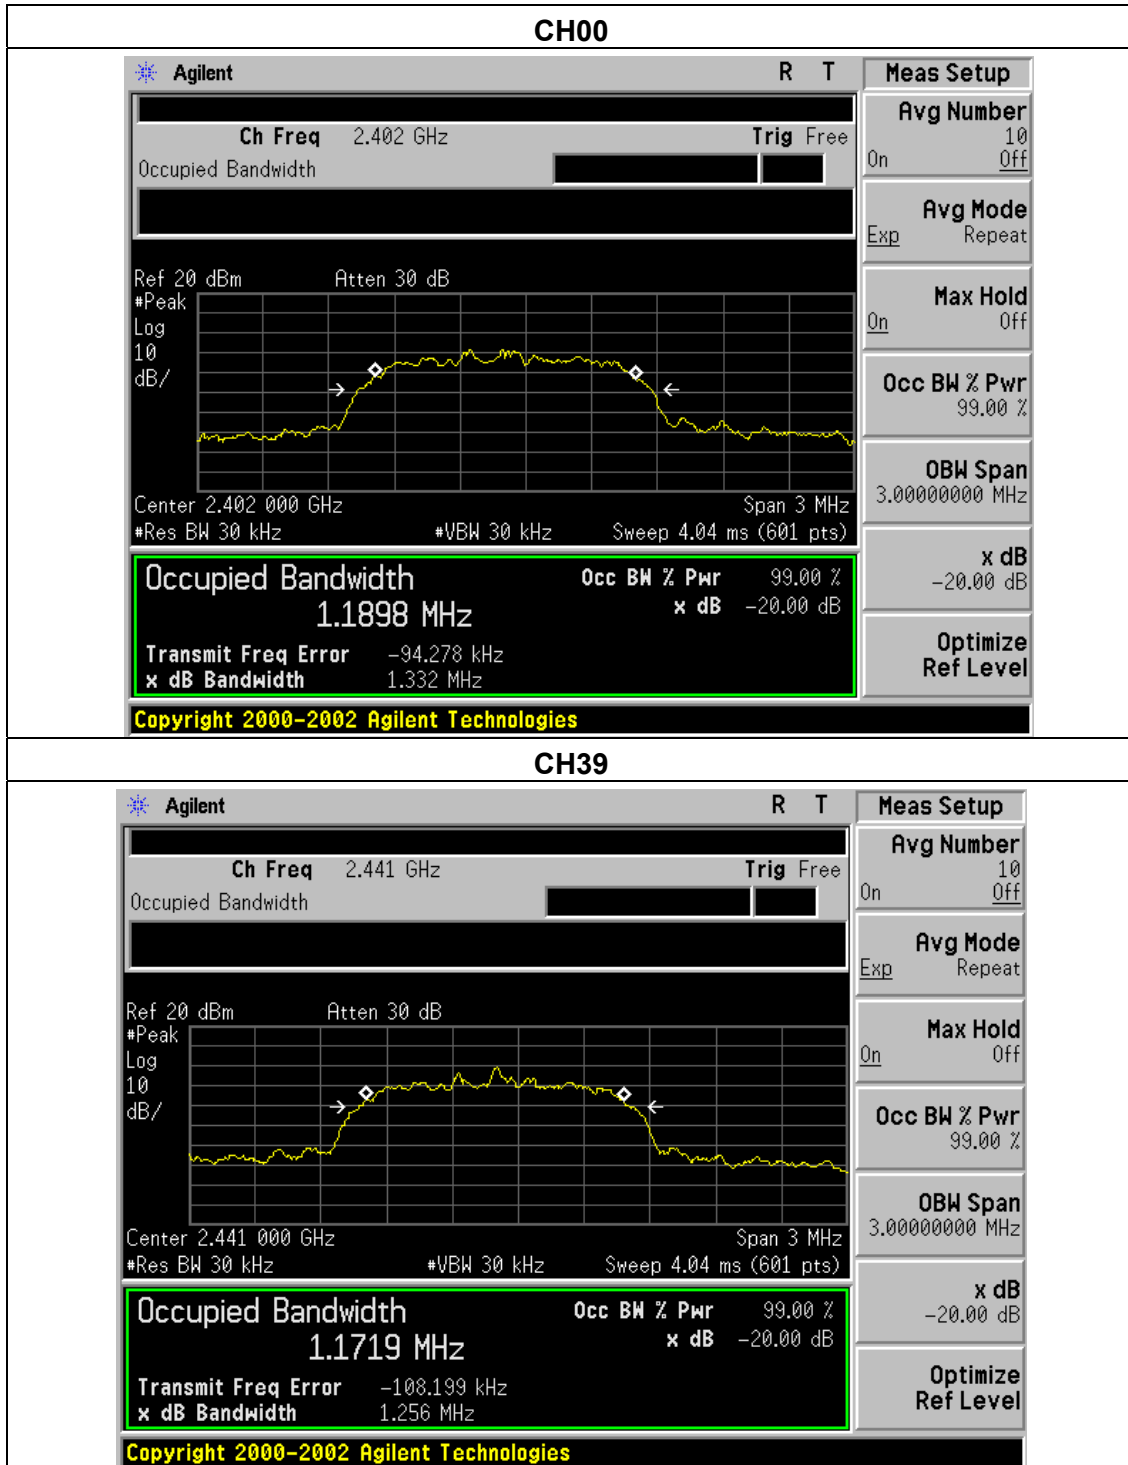 CH00
Agilent R T Meas Setup
Avg Number
10
On Off
Ch Freq 2.402 GHz Trig Free
Occupied Bandwidth
Avg Mode
Exp Repeat
Ref 20 dBm Atten 30 dB
#Peak
Log
10
dB/
Max Hold
On Off
Occ BW % Pwr
99.00 %
OBW Span
3.00000000 MHz
Center 2.402 000 GHz Span 3 MHz
#Res BW 30 kHz #VBW 30 kHz Sweep 4.04 ms (601 pts)
x dB
-20.00 dB
Occupied Bandwidth Occ BW % Pwr 99.00 %
1.1898 MHz x dB -20.00 dB
Transmit Freq Error -94.278 kHz
x dB Bandwidth 1.332 MHz
Optimize
Ref Level
Copyright 2000-2002 Agilent Technologies
CH39
Agilent R T Meas Setup
Avg Number
10
On Off
Ch Freq 2.441 GHz Trig Free
Occupied Bandwidth
Avg Mode
Exp Repeat
Ref 20 dBm Atten 30 dB
#Peak
Log
10
dB/
Max Hold
On Off
Occ BW % Pwr
99.00 %
OBW Span
3.00000000 MHz
Center 2.441 000 GHz Span 3 MHz
#Res BW 30 kHz #VBW 30 kHz Sweep 4.04 ms (601 pts)
x dB
-20.00 dB
Occupied Bandwidth Occ BW % Pwr 99.00 %
1.1719 MHz x dB -20.00 dB
Transmit Freq Error -108.199 kHz
x dB Bandwidth 1.256 MHz
Optimize
Ref Level
Copyright 2000-2002 Agilent Technologies